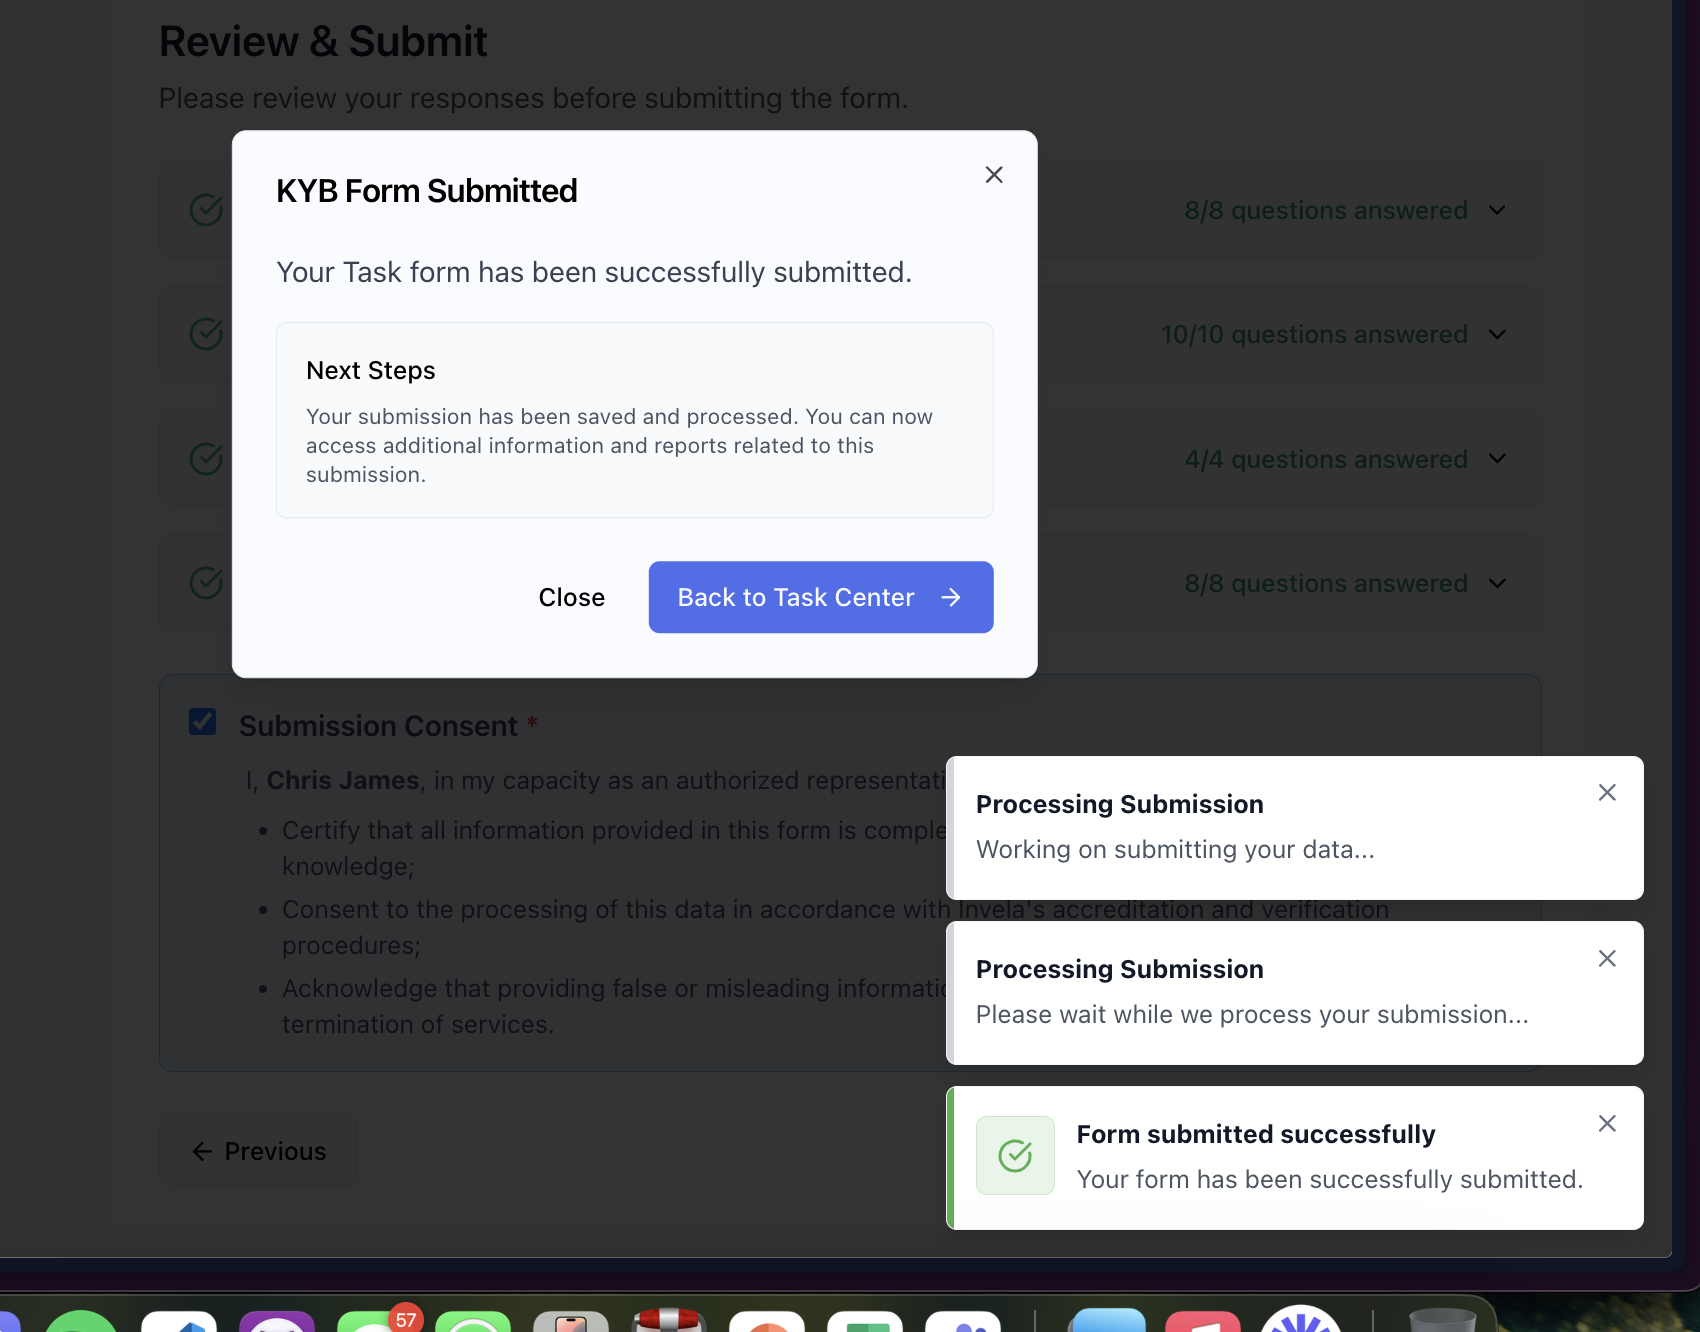 Review & Submit
Please review your responses before submitting the form.
KYB Form Submitted
Your Task form has been successfully submitted.
Next Steps
Your submission has been saved and processed. You can now
access additional information and reports related to this
submission.
Close
Back to Task Center
8/8 questions answered
10/10 questions answered
4/4 questions answered
8/8 questions answered
Submission Consent *
I, Chris James, in my capacity as an authorized
Certify that all information provided in this form is
knowledge;
Consent to the processing of this data in accordance with Invela's accreditation and verification
procedures;
Acknowledge that providing false or misleading
termination of services.
Previous
Processing Submission
Working on submitting your data...
Processing Submission
Please wait while we process your submission...
Form submitted successfully
Your form has been successfully submitted.
57